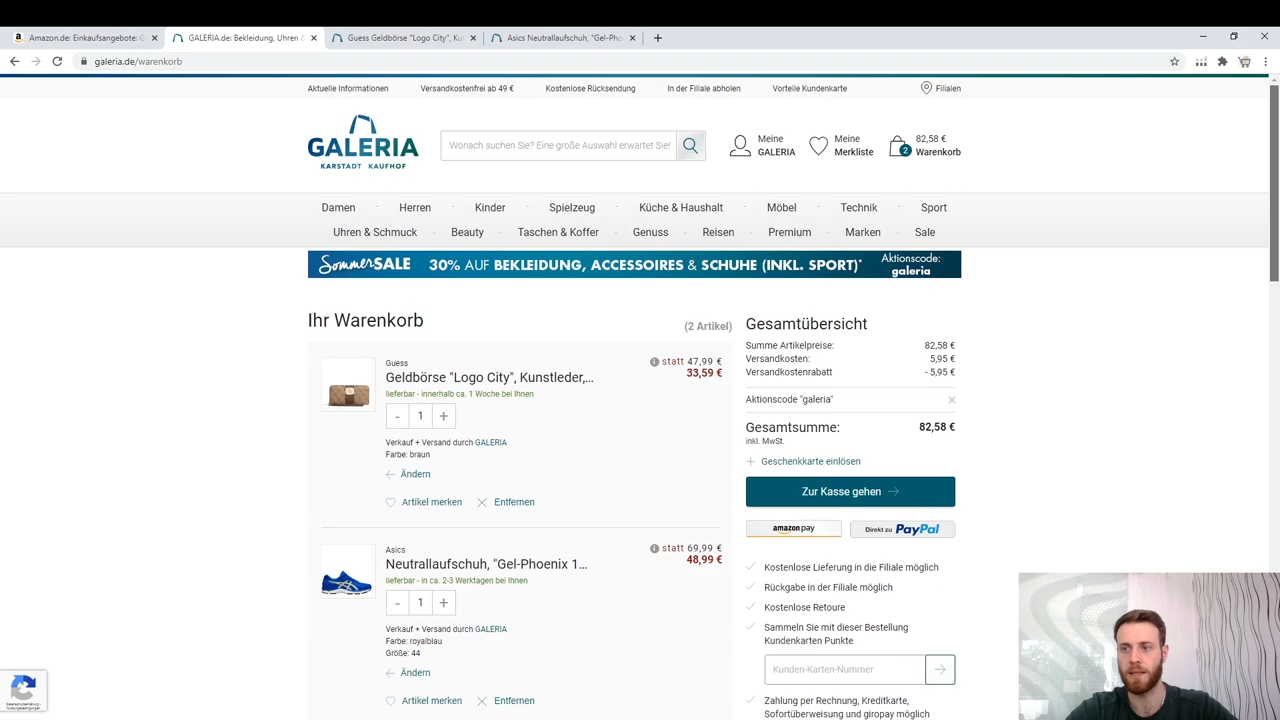 Amazon.de: Einkaufsangebote: G
GALERIA.de: Bekleidung, Uhren &
Guess Geldbörse "Logo City", Ku
Asics Neutrallaufschuh, "Gel-Pho
galeria.de/warenkorb
Aktuelle Informationen
Versandkostenfrei ab 49 €
Kostenlose Rücksendung
In der Filiale abholen
Vorteile Kundenkarte
Filialen
GALERIA
KARSTADT KAUFHOF
Wonach suchen Sie? Eine große Auswahl erwartet Sie!
Meine
GALERIA
Meine
Merkliste
82,58 €
2
Warenkorb
Damen
Herren
Kinder
Spielzeug
Küche & Haushalt
Möbel
Technik
Sport
Uhren & Schmuck
Beauty
Taschen & Koffer
Genuss
Reisen
Premium
Marken
Sale
SommerSALE
30% AUF BEKLEIDUNG, ACCESSOIRES & SCHUHE (INKL. SPORT)*
Aktionscode:
galeria
Ihr Warenkorb
(2 Artikel)
Guess
Geldbörse "Logo City", Kunstleder,...
lieferbar - innerhalb ca. 1 Woche bei Ihnen
- 1 +
Verkauf + Versand durch GALERIA
Farbe: braun
Ändern
Artikel merken
Entfernen
statt 47,99 €
33,59 €
Asics
Neutrallaufschuh, "Gel-Phoenix 1...
lieferbar - in ca. 2-3 Werktagen bei Ihnen
- 1 +
Verkauf + Versand durch GALERIA
Farbe: royalblau
Größe: 44
Ändern
Artikel merken
Entfernen
statt 69,99 €
48,99 €
Gesamtübersicht
Summe Artikelpreise: 82,58 €
Versandkosten: 5,95 €
Versandkostenrabatt - 5,95 €
Aktionscode "galeria"
Gesamtsumme: 82,58 €
inkl. MwSt.
Geschenkkarte einlösen
Zur Kasse gehen
amazon pay
Direkt zu PayPal
Kostenlose Lieferung in die Filiale möglich
Rückgabe in der Filiale möglich
Kostenlose Retoure
Sammeln Sie mit dieser Bestellung
Kundenkarten Punkte
Kunden-Karten-Nummer
Zahlung per Rechnung, Kreditkarte,
Sofortüberweisung und giropay möglich